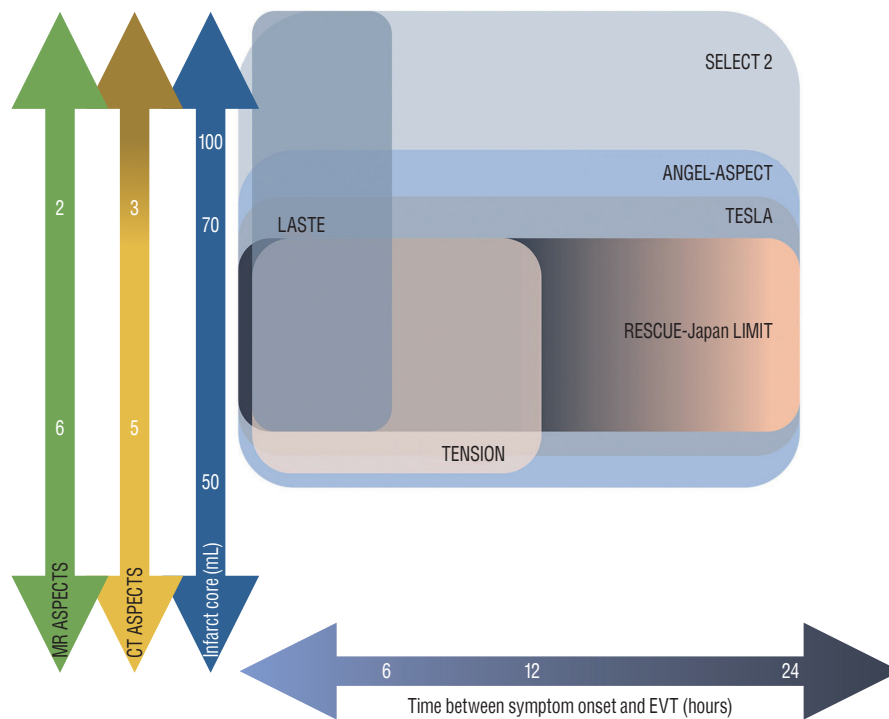 SELECT 2
100
ANGEL-ASPECT
2
3
TESLA
70
LASTE
RESCUE-Japan LIMIT
6
5
TENSION
50
MR ASPECTS
CT ASPECTS
Infarct core (mL)
6
12
24
Time between symptom onset and EVT (hours)